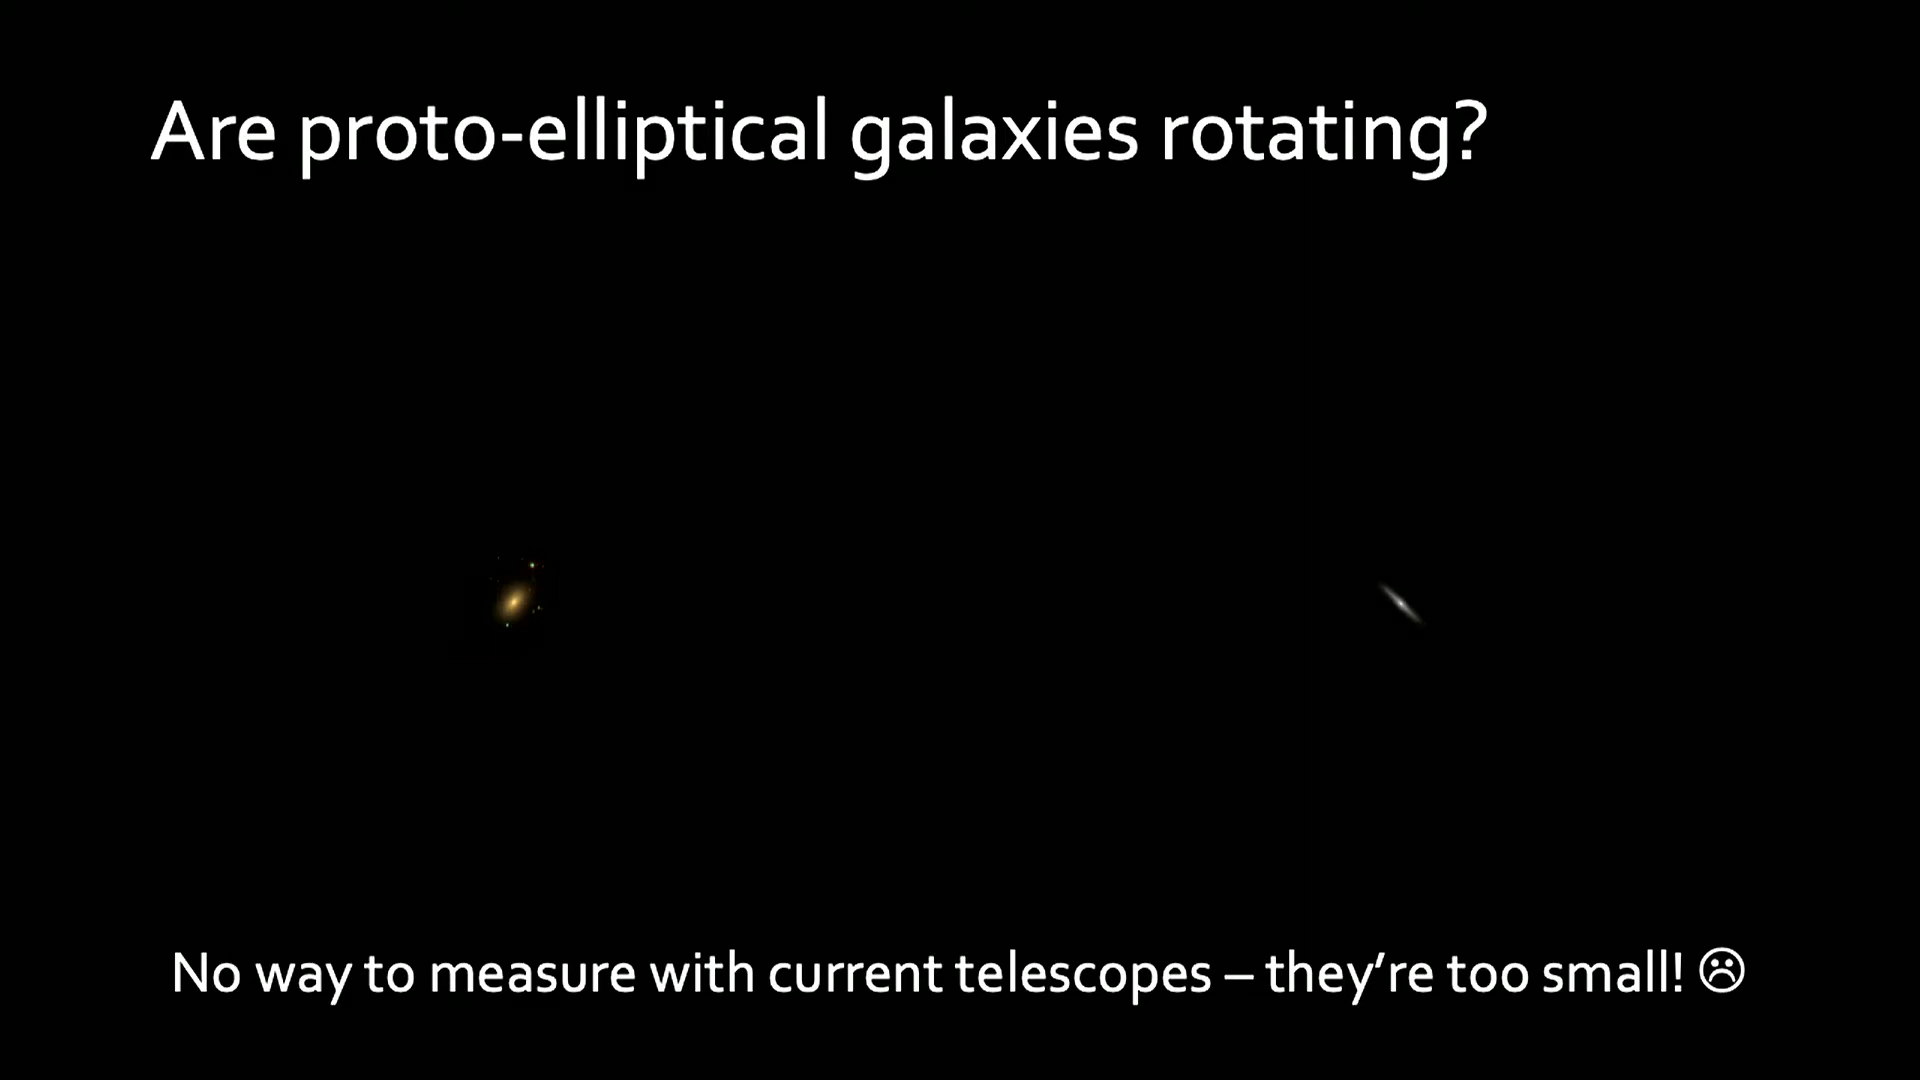 Are proto-elliptical galaxies rotating?
No way to measure with current telescopes – they’re too small! ☹